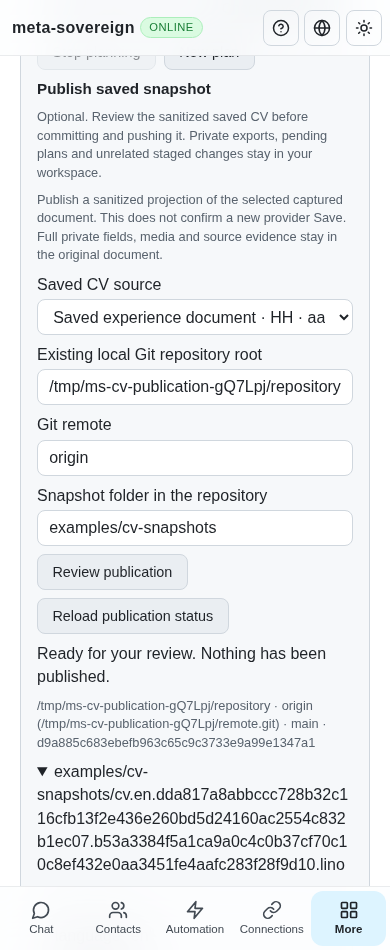 meta-sovereign ONLINE
Stop planning New plan
Publish saved snapshot
Optional. Review the sanitized saved CV before
committing and pushing it. Private exports, pending
plans and unrelated staged changes stay in your
workspace.
Publish a sanitized projection of the selected captured
document. This does not confirm a new provider Save.
Full private fields, media and source evidence stay in
the original document.
Saved CV source
Saved experience document · HH · aa
Existing local Git repository root
/tmp/ms-cv-publication-gQ7Lpj/repository
Git remote
origin
Snapshot folder in the repository
examples/cv-snapshots
Review publication
Reload publication status
Ready for your review. Nothing has been
published.
/tmp/ms-cv-publication-gQ7Lpj/repository · origin
(/tmp/ms-cv-publication-gQ7Lpj/remote.git) · main ·
d9a885c683ebefb963c65c9c3733e9a99e1347a1
▼ examples/cv-
snapshots/cv.en.dda817a8abbccc728b32c1
16cfb13f2e436e260bd5d24160ac2554c832
b1ec07.b53a3384f5a1ca9a0c4c0b37cf70c1
0c8ef432e0aa3451fe4aafc283f28f9d10.lino
Chat Contacts Automation Connections More